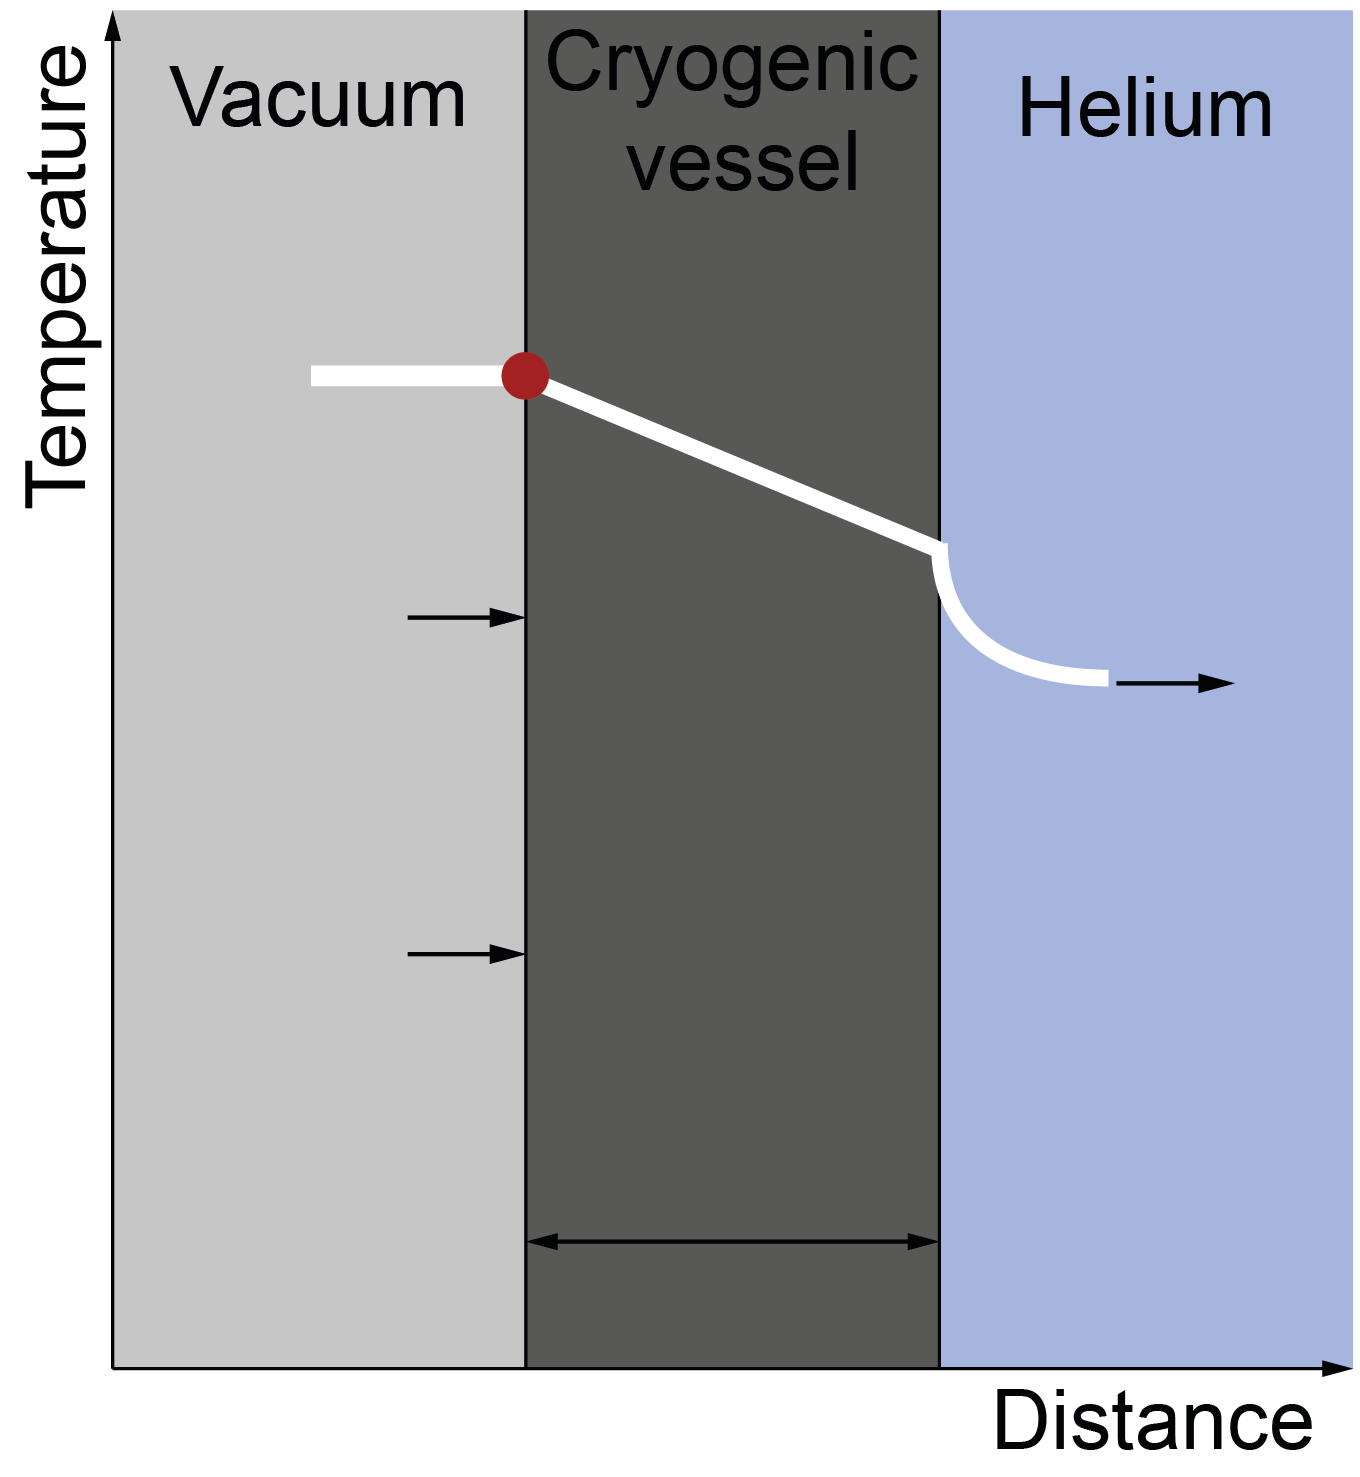 Temperature
Vacuum
Cryogenic
vessel
Helium
Distance